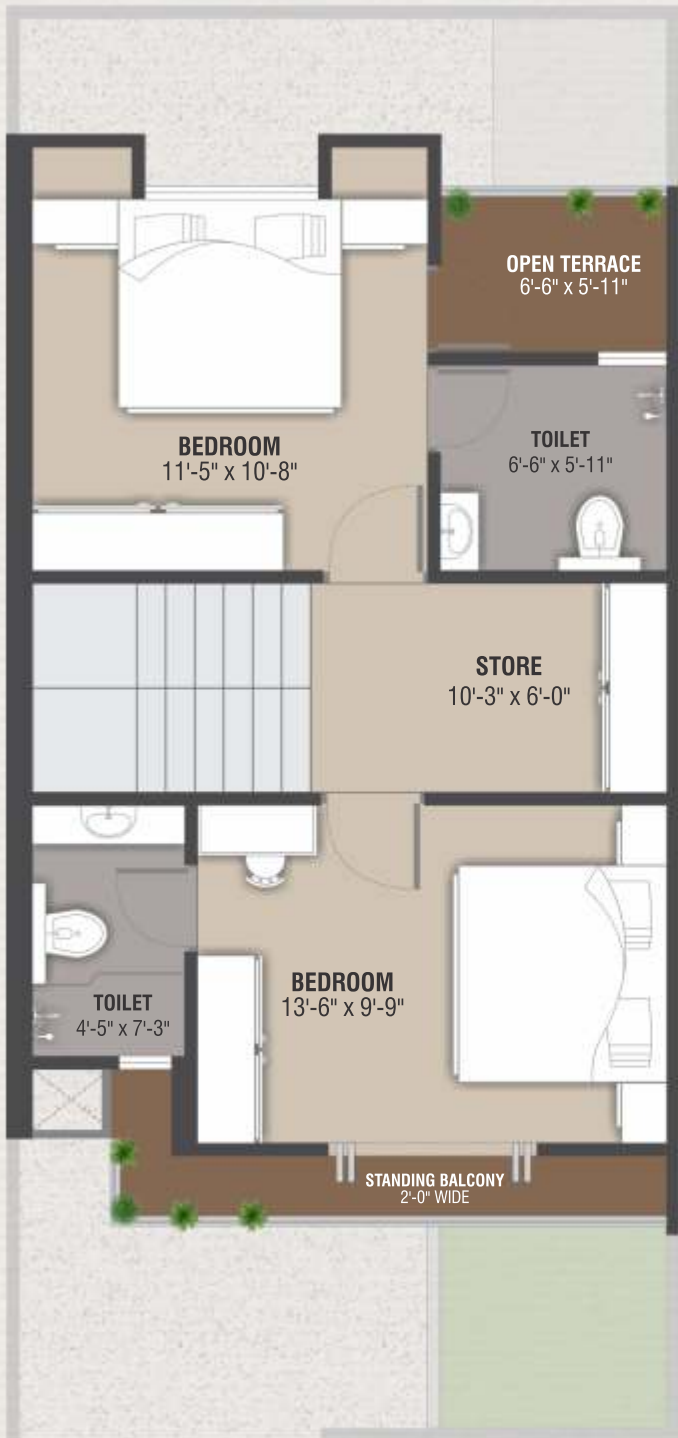 OPEN TERRACE
6'-6" x 5'-11"
BEDROOM
11'-5" x 10'-8"
TOILET
6'-6" x 5'-11"
STORE
10'-3" x 6'-0"
BEDROOM
13'-6" x 9'-9"
TOILET
4'-5" x 7'-3"
STANDING BALCONY
2'-0" WIDE